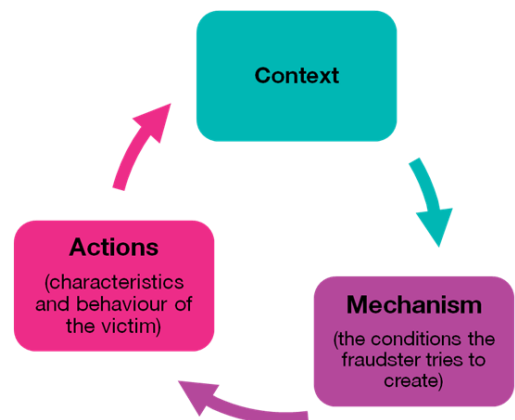 Context
Actions
(characteristics
and behaviour of
the victim)
Mechanism
(the conditions the
fraudster tries to
create)